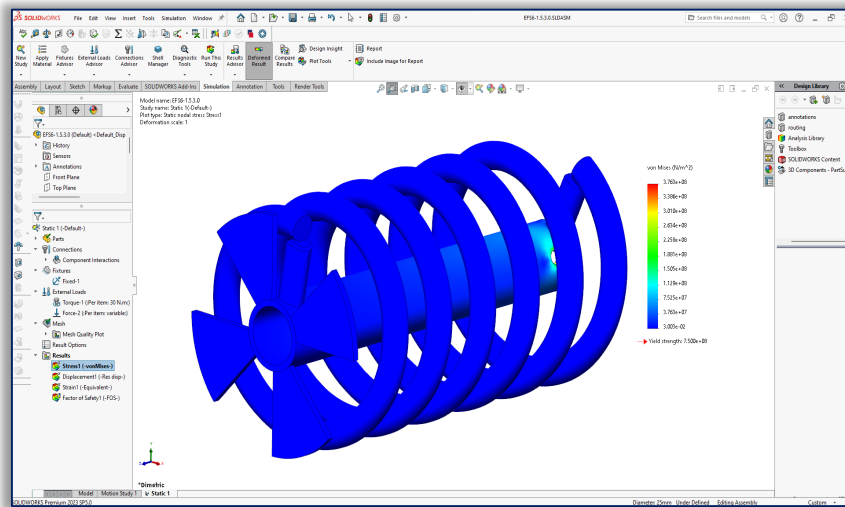 SOLIDWORKS File Edit View Insert Tools Simulation Window
EFS6-1.5.3.0.SLDASM
Search files and models
New Study
Apply Material
Fixtures Advisor
External Loads Advisor
Connections Advisor
Shell Manager
Diagnostic Tools
Run This Study
Results Advisor
Deformed Result
Compare Results
Design Insight
Plot Tools
Report
Include Image for Report
Assembly Layout Sketch Markup Evaluate SOLIDWORKS Add-Ins Simulation Annotation Tools Render Tools
Model name: EFS6-1.5.3.0
Study name: Static 1(-Default-)
Plot type: Static nodal stress Stress1
Deformation scale: 1
EFS6-1.5.3.0 (Default) <Default_Disp
History
Sensors
Annotations
Front Plane
Top Plane
Static 1 (-Default-)
Parts
Connections
Component Interactions
Fixtures
Fixed-1
External Loads
Torque-1 (:Per item: 30 N.m:)
Force-2 (:Per item: variable:)
Mesh
Mesh Quality Plot
Result Options
Results
Stress1 (-vonMises-)
Displacement1 (-Res disp-)
Strain1 (-Equivalent-)
Factor of Safety1 (-FOS-)
von Mises (N/m^2)
3.763e+08
3.386e+08
3.010e+08
2.634e+08
2.258e+08
1.881e+08
1.505e+08
1.129e+08
7.525e+07
3.763e+07
3.003e-02
Yield strength: 7.500e+08
Design Library
annotations
routing
Analysis Library
Toolbox
SOLIDWORKS Content
3D Components - PartSu
*Dimetric
Model Motion Study 1 Static 1
SOLIDWORKS Premium 2023 SP5.0
Diameter: 25mm Under Defined Editing Assembly Custom